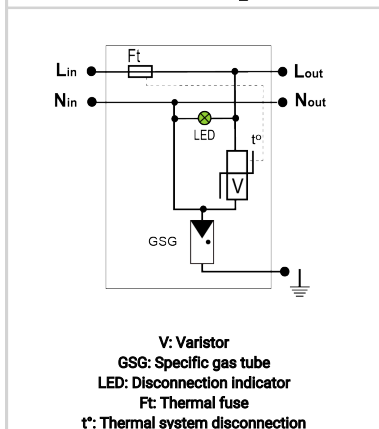 Ft
Lin Lout
Nin Nout
LED
t°
V
GSG
V: Varistor
GSG: Specific gas tube
LED: Disconnection indicator
Ft: Thermal fuse
t°: Thermal system disconnection